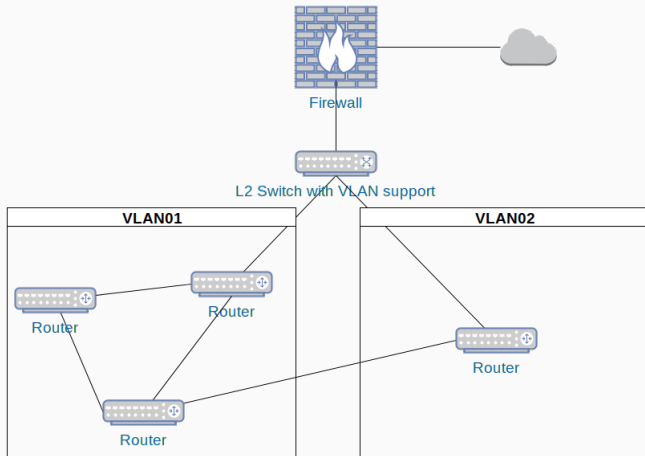 Firewall
L2 Switch with VLAN support
VLAN01
VLAN02
Router
Router
Router
Router